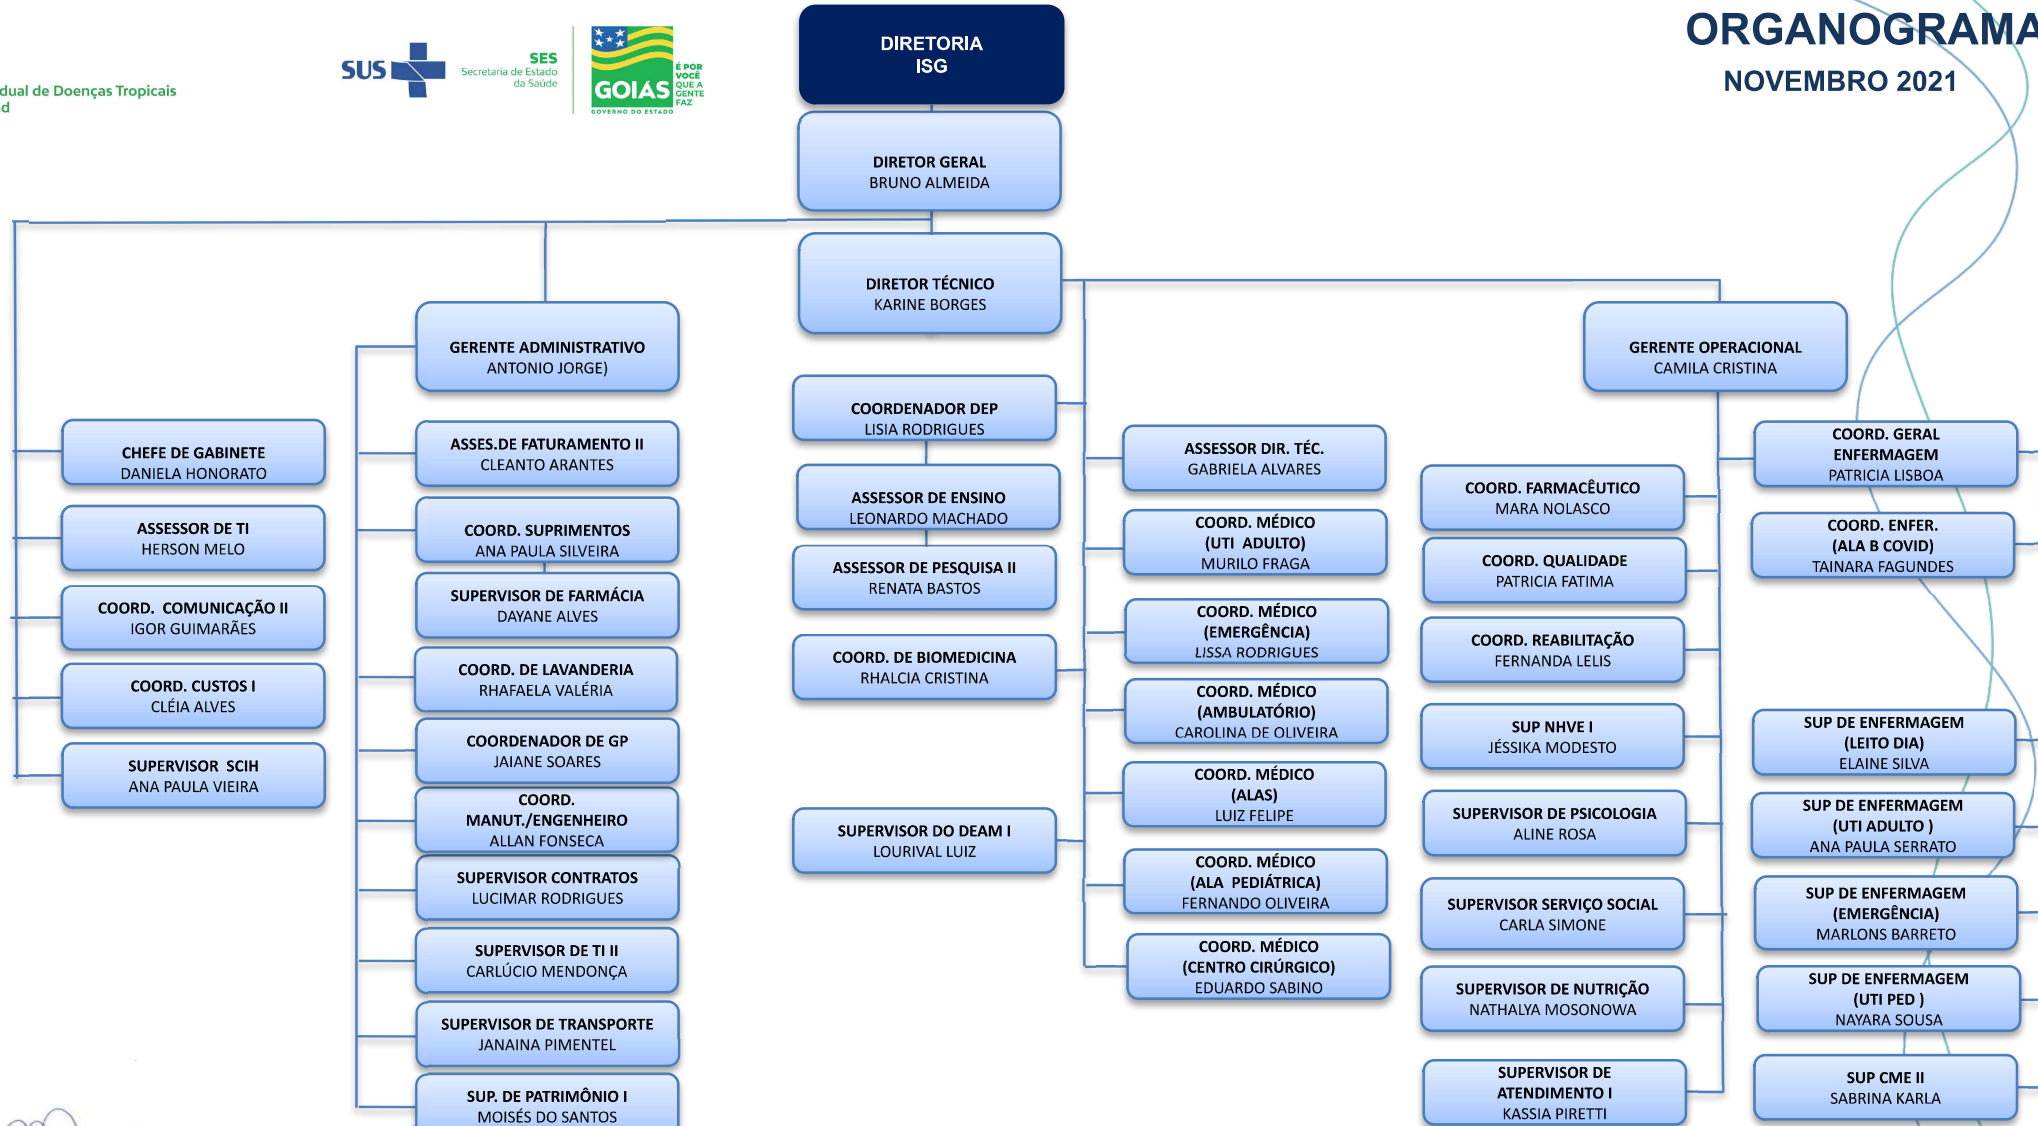 DIRETORIA
ISG
ORGANOGRAMA
NOVEMBRO 2021
dual de Doenças Tropicais
d
SUS
SES
Secretaria de Estado
da Saúde
GOIÁS
GOVERNO DO ESTADO
É POR
VOCÊ
QUE A
GENTE
FAZ
DIRETOR GERAL
BRUNO ALMEIDA
DIRETOR TÉCNICO
KARINE BORGES
GERENTE ADMINISTRATIVO
ANTONIO JORGE)
GERENTE OPERACIONAL
CAMILA CRISTINA
CHEFE DE GABINETE
DANIELA HONORATO
ASSESSOR DE TI
HERSON MELO
COORD. COMUNICAÇÃO II
IGOR GUIMARÃES
COORD. CUSTOS I
CLÉIA ALVES
SUPERVISOR SCIH
ANA PAULA VIEIRA
ASSES.DE FATURAMENTO II
CLEANTO ARANTES
COORD. SUPRIMENTOS
ANA PAULA SILVEIRA
SUPERVISOR DE FARMÁCIA
DAYANE ALVES
COORD. DE LAVANDERIA
RHAFAELA VALÉRIA
COORDENADOR DE GP
JAIANE SOARES
COORD.
MANUT./ENGENHEIRO
ALLAN FONSECA
SUPERVISOR CONTRATOS
LUCIMAR RODRIGUES
SUPERVISOR DE TI II
CARLÚCIO MENDONÇA
SUPERVISOR DE TRANSPORTE
JANAINA PIMENTEL
SUP. DE PATRIMÔNIO I
MOISÉS DO SANTOS
COORDENADOR DEP
LISIA RODRIGUES
ASSESSOR DE ENSINO
LEONARDO MACHADO
ASSESSOR DE PESQUISA II
RENATA BASTOS
COORD. DE BIOMEDICINA
RHALCIA CRISTINA
SUPERVISOR DO DEAM I
LOURIVAL LUIZ
ASSESSOR DIR. TÉC.
GABRIELA ALVARES
COORD. MÉDICO
(UTI ADULTO)
MURILO FRAGA
COORD. MÉDICO
(EMERGÊNCIA)
LISSA RODRIGUES
COORD. MÉDICO
(AMBULATÓRIO)
CAROLINA DE OLIVEIRA
COORD. MÉDICO
(ALAS)
LUIZ FELIPE
COORD. MÉDICO
(ALA PEDIÁTRICA)
FERNANDO OLIVEIRA
COORD. MÉDICO
(CENTRO CIRÚRGICO)
EDUARDO SABINO
COORD. FARMACÊUTICO
MARA NOLASCO
COORD. QUALIDADE
PATRICIA FATIMA
COORD. REABILITAÇÃO
FERNANDA LELIS
SUP NHVE I
JÉSSIKA MODESTO
SUPERVISOR DE PSICOLOGIA
ALINE ROSA
SUPERVISOR SERVIÇO SOCIAL
CARLA SIMONE
SUPERVISOR DE NUTRIÇÃO
NATHALYA MOSONOWA
SUPERVISOR DE
ATENDIMENTO I
KASSIA PIRETTI
COORD. GERAL
ENFERMAGEM
PATRICIA LISBOA
COORD. ENFER.
(ALA B COVID)
TAINARA FAGUNDES
SUP DE ENFERMAGEM
(LEITO DIA)
ELAINE SILVA
SUP DE ENFERMAGEM
(UTI ADULTO )
ANA PAULA SERRATO
SUP DE ENFERMAGEM
(EMERGÊNCIA)
MARLONS BARRETO
SUP DE ENFERMAGEM
(UTI PED )
NAYARA SOUSA
SUP CME II
SABRINA KARLA